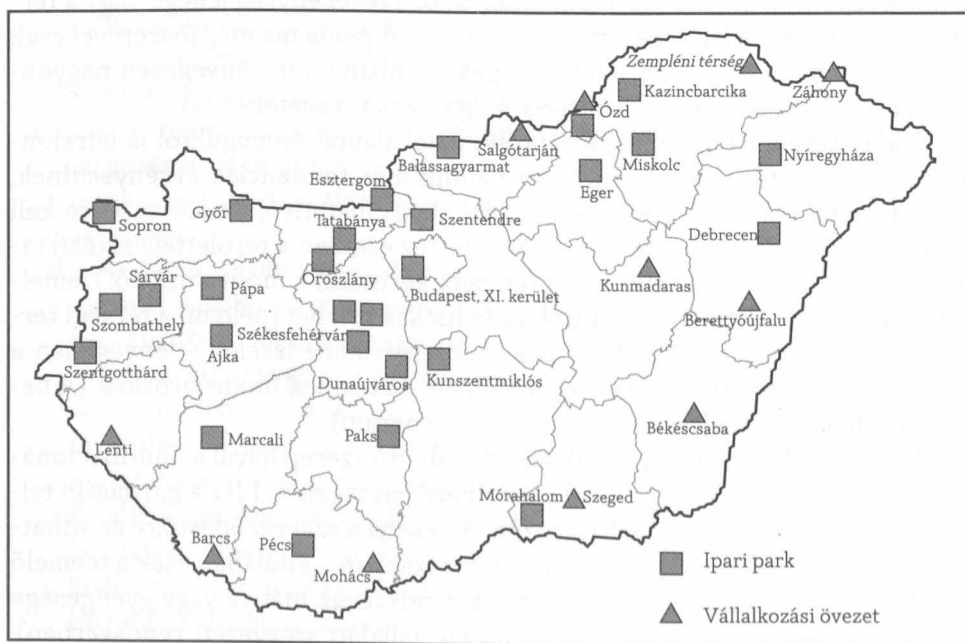 Zempléni térség
Záhony
Kazincbarcika
Ózd
Salgótarján
Balassagyarmat
Miskolc
Nyíregyháza
Eger
Esztergom
Sopron
Győr
Tatabánya
Szentendre
Debrecen
Oroszlány
Sárvár
Pápa
Budapest, XI. kerület
Kunmadaras
Szombathely
Székesfehérvár
Berettyóújfalu
Ajka
Szentgotthárd
Dunaújváros
Kunszentmiklós
Lenti
Marcali
Paks
Békéscsaba
Mórahalom
Szeged
Barcs
Pécs
Mohács
Ipari park
Vállalkozási övezet